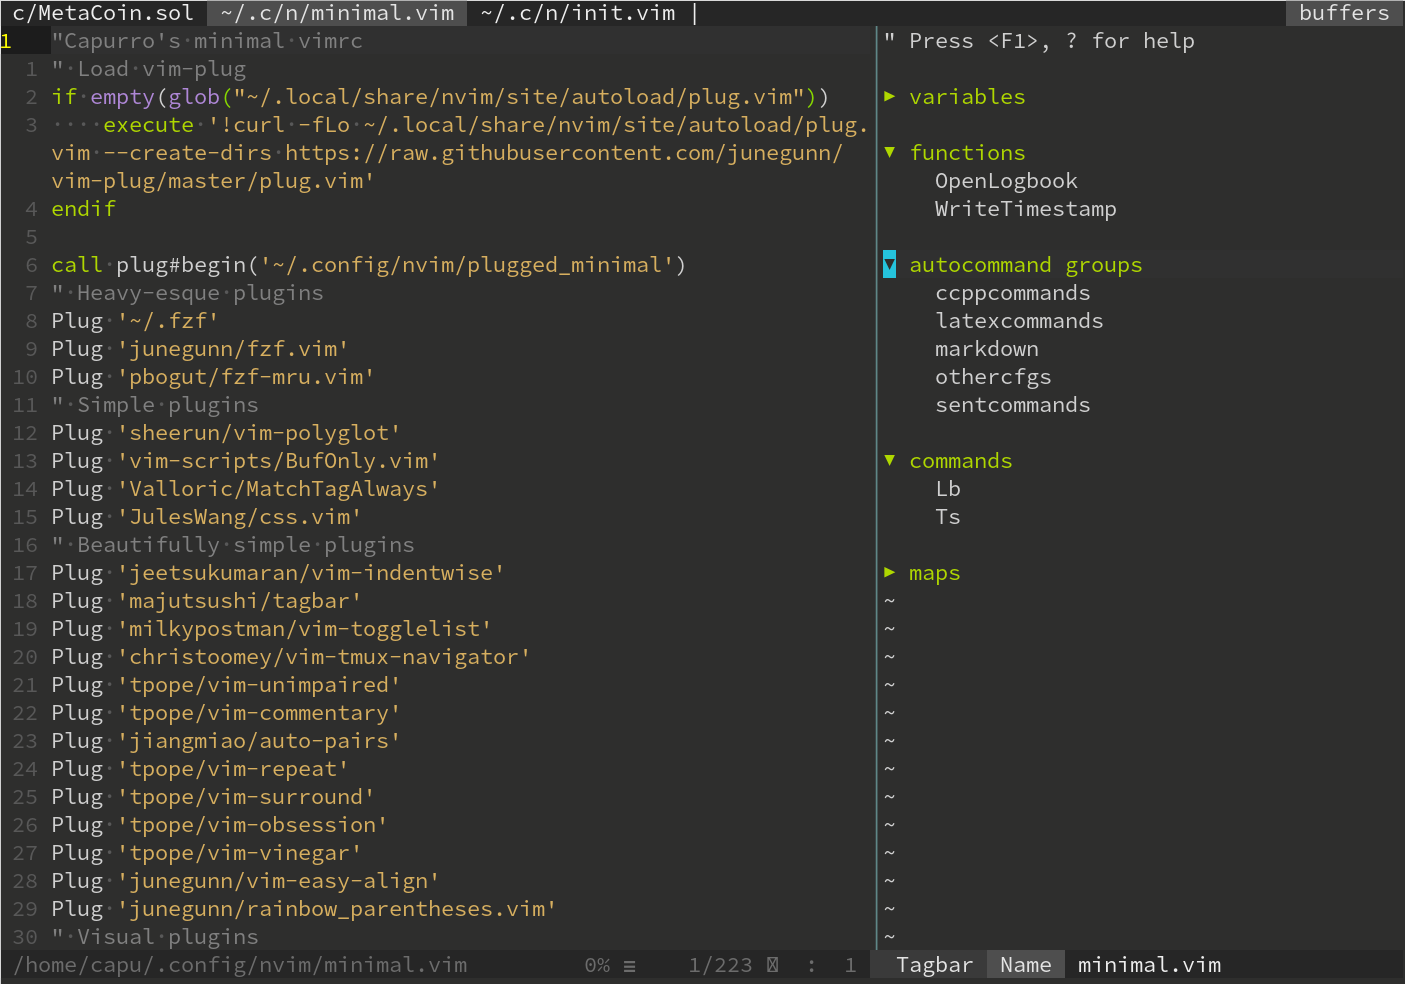 c/MetaCoin.sol  ~/.c/n/minimal.vim  ~/.c/n/init.vim |  buffers
1  "Capurro's·minimal·vimrc
1 "·Load·vim-plug
2 if·empty(glob("~/.local/share/nvim/site/autoload/plug.vim"))
3 ····execute·'!curl·-fLo·~/.local/share/nvim/site/autoload/plug.
vim·--create-dirs·https://raw.githubusercontent.com/junegunn/
vim-plug/master/plug.vim'
4 endif
5
6 call·plug#begin('~/.config/nvim/plugged_minimal')
7 "·Heavy-esque·plugins
8 Plug·'~/.fzf'
9 Plug·'junegunn/fzf.vim'
10 Plug·'pbogut/fzf-mru.vim'
11 "·Simple·plugins
12 Plug·'sheerun/vim-polyglot'
13 Plug·'vim-scripts/BufOnly.vim'
14 Plug·'Valloric/MatchTagAlways'
15 Plug·'JulesWang/css.vim'
16 "·Beautifully·simple·plugins
17 Plug·'jeetsukumaran/vim-indentwise'
18 Plug·'majutsushi/tagbar'
19 Plug·'milkypostman/vim-togglelist'
20 Plug·'christoomey/vim-tmux-navigator'
21 Plug·'tpope/vim-unimpaired'
22 Plug·'tpope/vim-commentary'
23 Plug·'jiangmiao/auto-pairs'
24 Plug·'tpope/vim-repeat'
25 Plug·'tpope/vim-surround'
26 Plug·'tpope/vim-obsession'
27 Plug·'tpope/vim-vinegar'
28 Plug·'junegunn/vim-easy-align'
29 Plug·'junegunn/rainbow_parentheses.vim'
30 "·Visual·plugins
" Press <F1>, ? for help
▶ variables
▼ functions
OpenLogbook
WriteTimestamp
▼ autocommand groups
ccppcommands
latexcommands
markdown
othercfgs
sentcommands
▼ commands
Lb
Ts
▶ maps
~
~
~
~
~
~
~
~
~
~
~
~
~
/home/capu/.config/nvim/minimal.vim  0% ≡  1/223  :  1  Tagbar  Name  minimal.vim